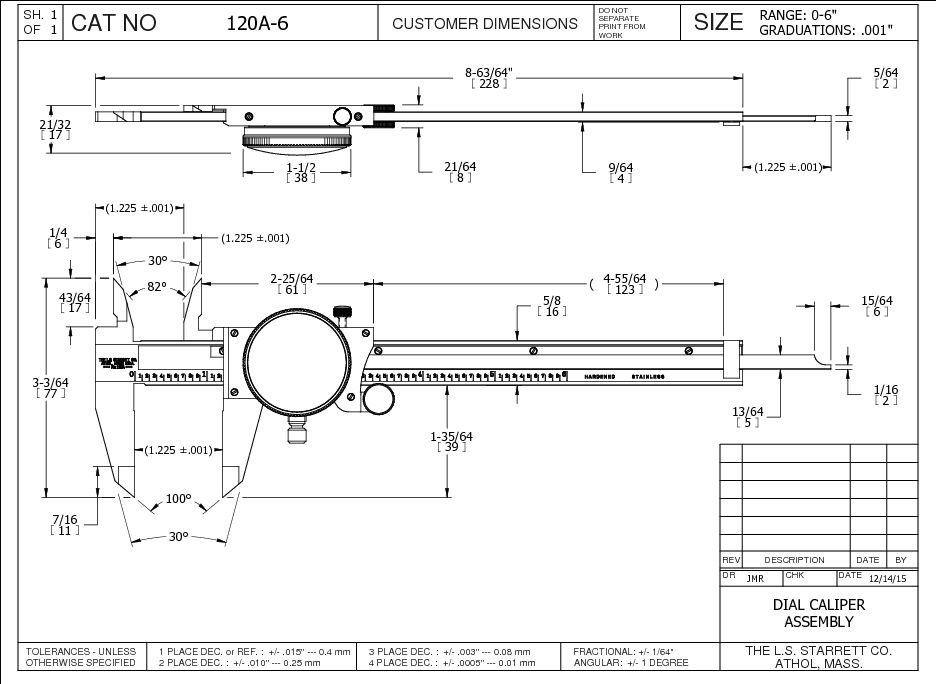 SH. 1
OF 1
CAT NO 120A-6
CUSTOMER DIMENSIONS
DO NOT
SEPARATE
PRINT FROM
WORK
SIZE
RANGE: 0-6"
GRADUATIONS: .001"
8-63/64"
[ 228 ]
5/64
[ 2 ]
21/32
[ 17 ]
1-1/2
[ 38 ]
21/64
[ 8 ]
9/64
[ 4 ]
(1.225 ±.001)
(1.225 ±.001)
1/4
[ 6 ]
(1.225 ±.001)
30°
82°
2-25/64
[ 61 ]
( 4-55/64 )
[ 123 ]
43/64
[ 17 ]
5/8
[ 16 ]
15/64
[ 6 ]
THE L.S. STARRETT CO.
ATHOL, MASS. U.S.A.
HARDENED STAINLESS
3-3/64
[ 77 ]
1/16
[ 2 ]
13/64
[ 5 ]
1-35/64
[ 39 ]
(1.225 ±.001)
100°
7/16
[ 11 ]
30°
REV DESCRIPTION DATE BY
DR JMR CHK DATE 12/14/15
DIAL CALIPER
ASSEMBLY
THE L.S. STARRETT CO.
ATHOL, MASS.
TOLERANCES - UNLESS
OTHERWISE SPECIFIED
1 PLACE DEC. or REF. : +/- .015" --- 0.4 mm
2 PLACE DEC. : +/- .010" --- 0.25 mm
3 PLACE DEC. : +/- .003" --- 0.08 mm
4 PLACE DEC. : +/- .0005" --- 0.01 mm
FRACTIONAL: +/- 1/64"
ANGULAR: +/- 1 DEGREE